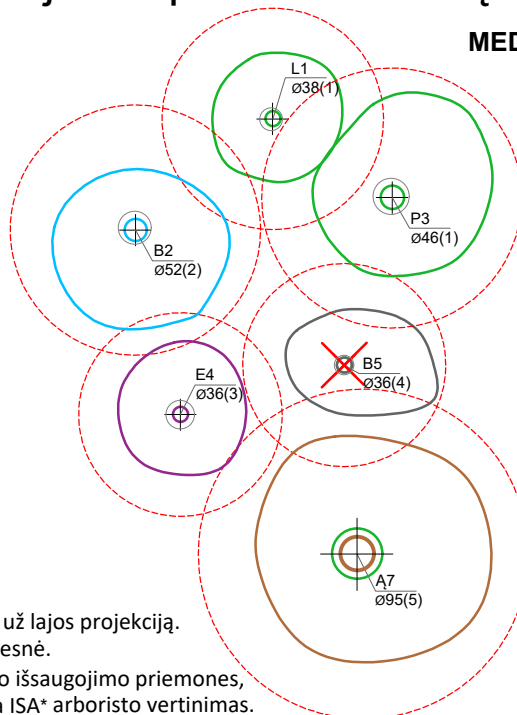 MED
L1
ø38(1)
P3
ø46(1)
B2
ø52(2)
B5
ø36(4)
E4
ø36(3)
Ą7
ø95(5)
už lajos projekciją.
esnė.
o išsaugojimo priemones,
ISA* arboristo vertinimas.